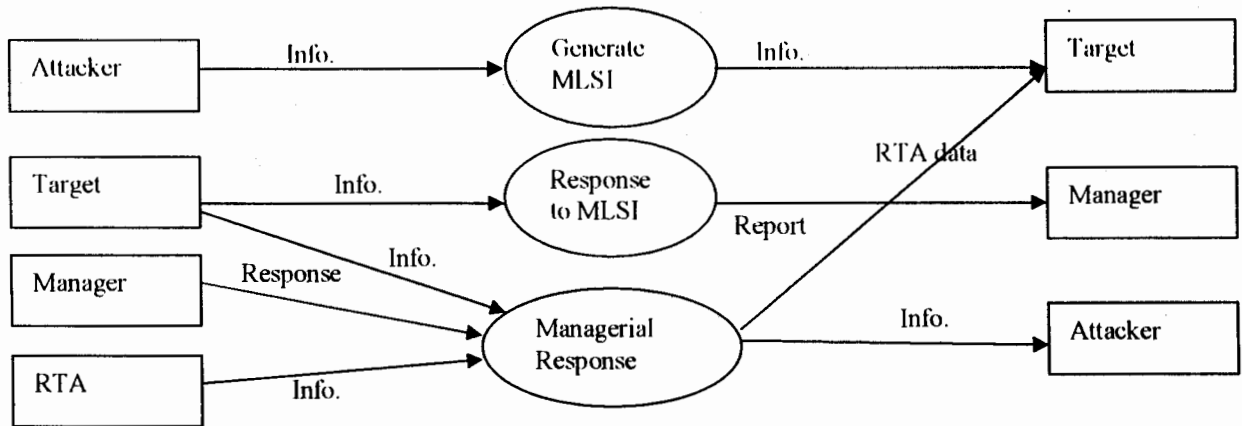 Attacker
Info.
Generate
MLSI
Info.
Target
Target
Info.
Response
to MLSI
RTA data
Report
Manager
Manager
Response
Info.
Managerial
Response
Info.
Attacker
RTA
Info.